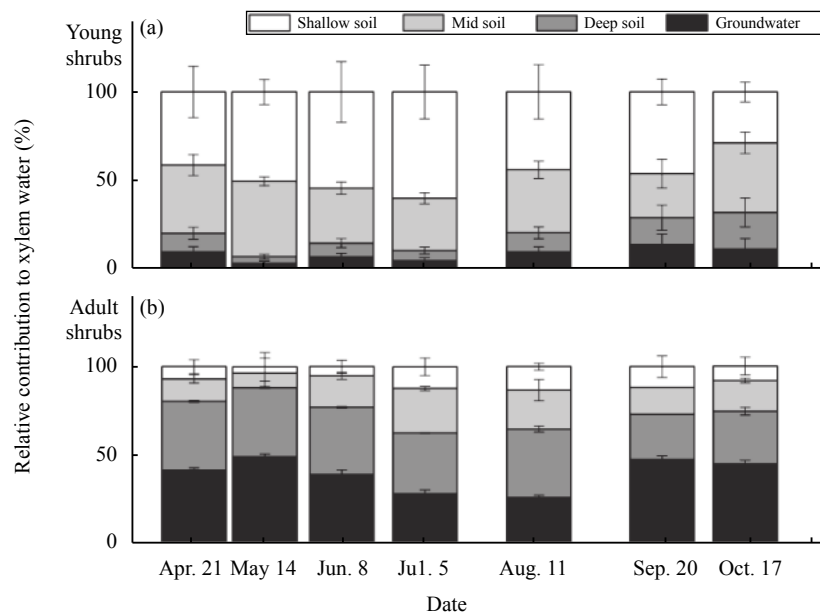 Shallow soil Mid soil Deep soil Groundwater
Young shrubs
(a)
100
50
0
Adult shrubs
(b)
100
50
0
Relative contribution to xylem water (%)
Apr. 21 May 14 Jun. 8 Ju1. 5 Aug. 11 Sep. 20 Oct. 17
Date